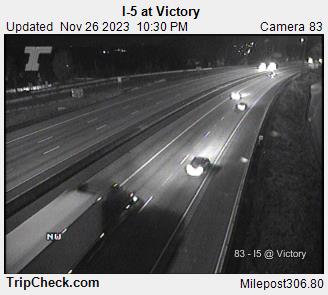 I-5 at Victory
Updated Nov 26 2023 10:30 PM Camera 83
T
NW
83 - I5 @ Victory
TripCheck.com Milepost306.80